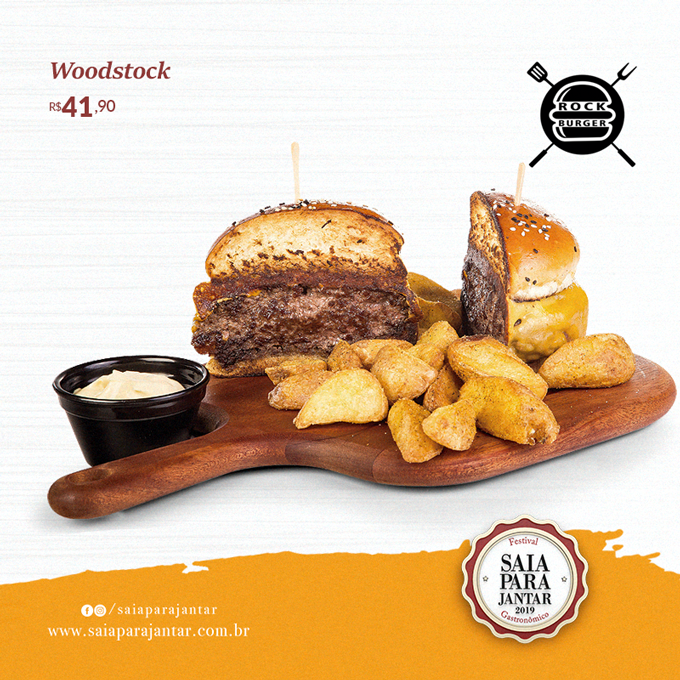 Woodstock
R$41,90
ROCK
BURGER
Festival
SAIA
PARA
JANTAR
2019
Gastronômico
/saiaparajantar
www.saiaparajantar.com.br